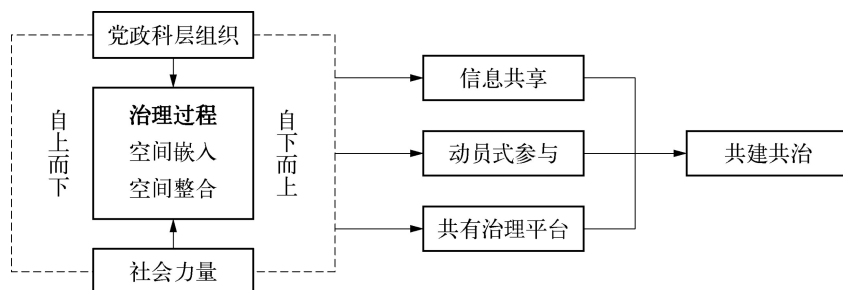 党政科层组织
治理过程
空间嵌入
空间整合
社会力量
自上而下
自下而上
信息共享
动员式参与
共有治理平台
共建共治